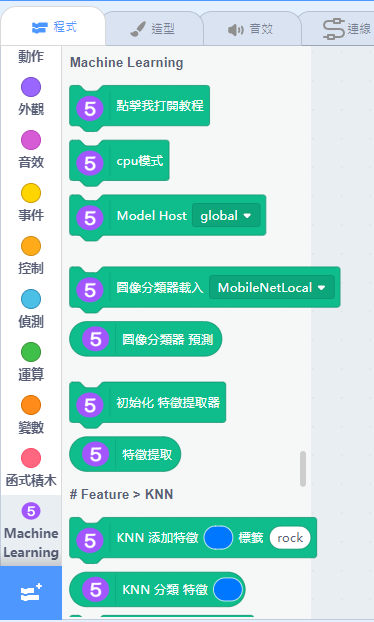 程式
造型
音效
連線
動作
外觀
音效
事件
控制
偵測
運算
變數
函式積木
5
Machine
Learning
Machine Learning
5 點擊我打開教程
5 cpu模式
5 Model Host global
5 圖像分類器載入 MobileNetLocal
5 圖像分類器 預測
5 初始化 特徵提取器
5 特徵提取
# Feature > KNN
5 KNN 添加特徵 標籤 rock
5 KNN 分類 特徵